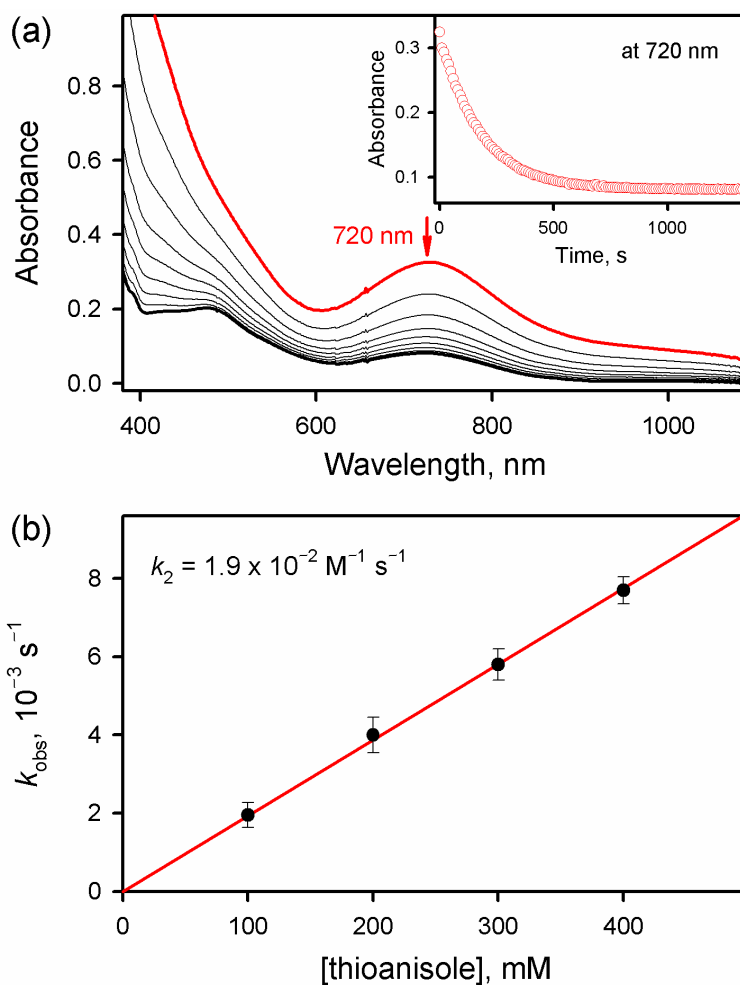 (a)
Absorbance
0.8
0.6
0.4
0.2
0.0
400
600
800
1000
Wavelength, nm
720 nm
at 720 nm
Absorbance
0.3
0.2
0.1
0
500
1000
Time, s
(b)
k₂ = 1.9 x 10⁻² M⁻¹ s⁻¹
k_obs, 10⁻³ s⁻¹
8
6
4
2
0
0
100
200
300
400
[thioanisole], mM